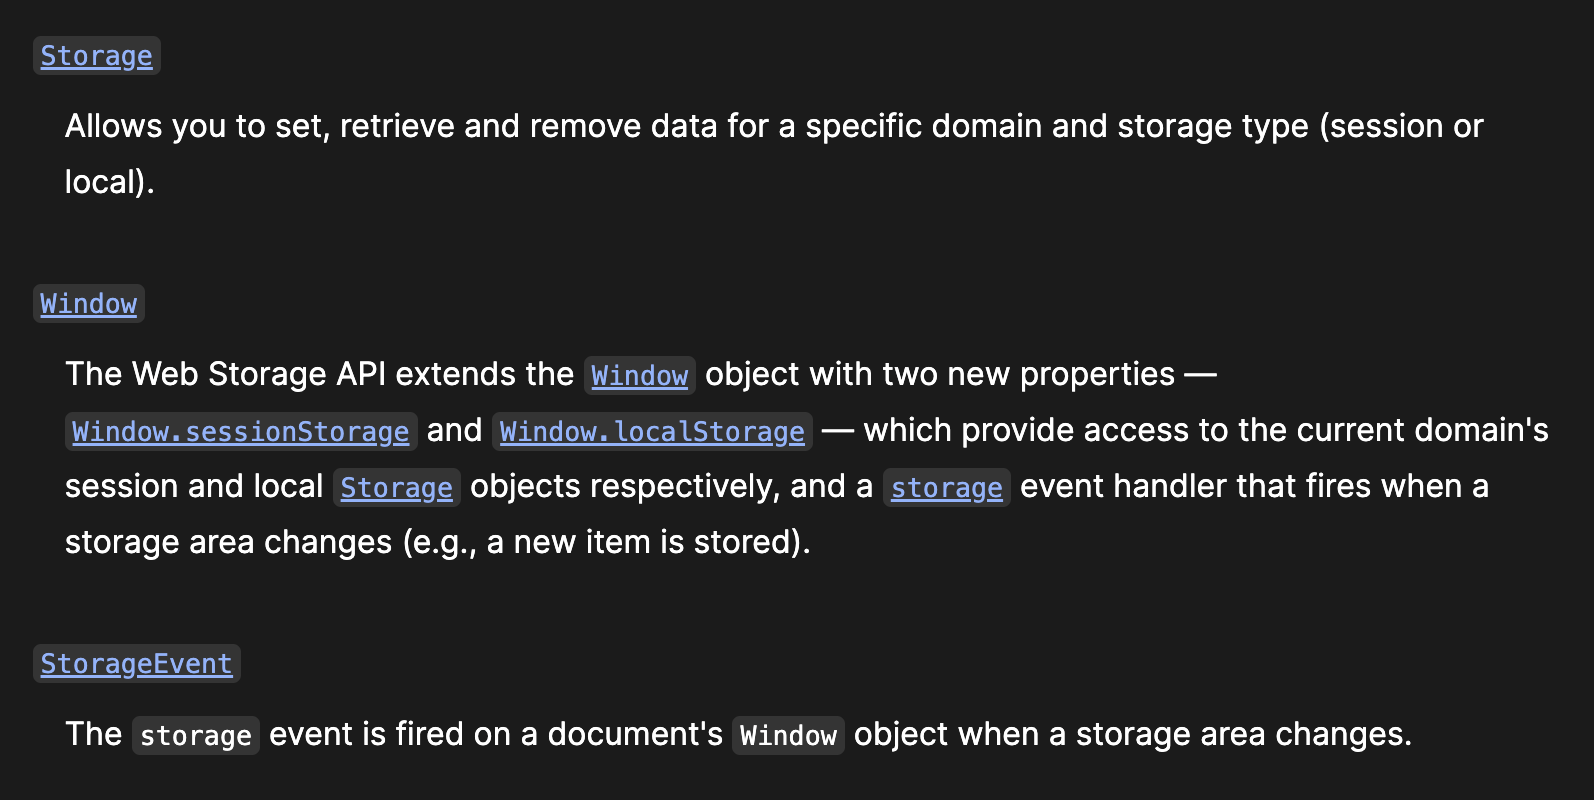 Storage
Allows you to set, retrieve and remove data for a specific domain and storage type (session or
local).
Window
The Web Storage API extends the Window object with two new properties —
Window.sessionStorage and Window.localStorage — which provide access to the current domain's
session and local Storage objects respectively, and a storage event handler that fires when a
storage area changes (e.g., a new item is stored).
StorageEvent
The storage event is fired on a document's Window object when a storage area changes.